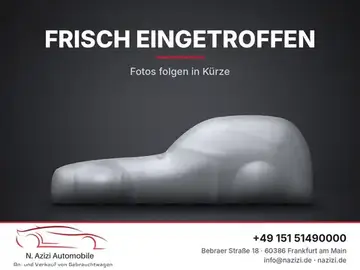 FRISCH EINGETROFFEN
Fotos folgen in Kürze
N. Azizi Automobile
An- und Verkauf von Gebrauchtwagen
+49 151 51490000
Bebraer Straße 18 · 60386 Frankfurt am Main
info@nazizi.de · nazizi.de